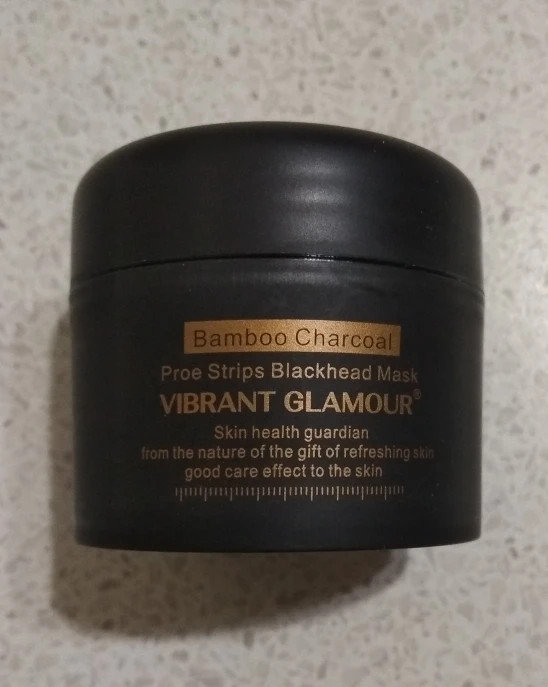 Bamboo Charcoal
Proe Strips Blackhead Mask
VIBRANT GLAMOUR®
Skin health guardian
from the nature of the gift of refreshing skin
good care effect to the skin